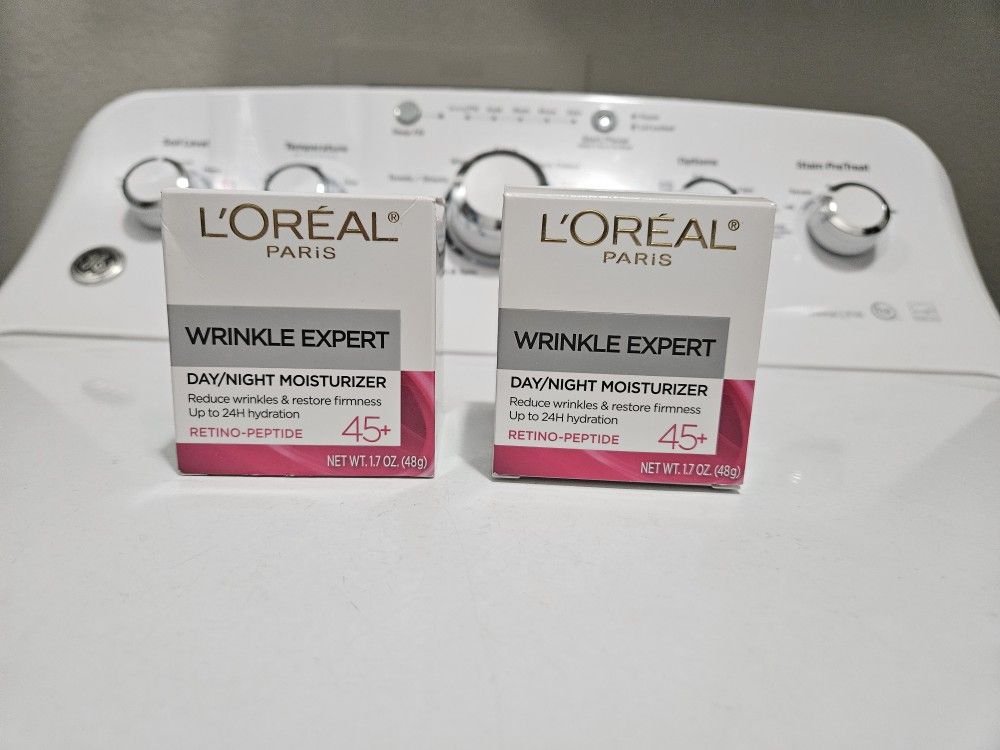 Soil Level
Temperature
Options
Stain PreTreat
L'ORÉAL®
PARiS
WRINKLE EXPERT
DAY/NIGHT MOISTURIZER
Reduce wrinkles & restore firmness
Up to 24H hydration
RETINO-PEPTIDE
45+
NET WT. 1.7 OZ. (48g)
L'ORÉAL®
PARiS
WRINKLE EXPERT
DAY/NIGHT MOISTURIZER
Reduce wrinkles & restore firmness
Up to 24H hydration
RETINO-PEPTIDE
45+
NET WT. 1.7 OZ. (48g)